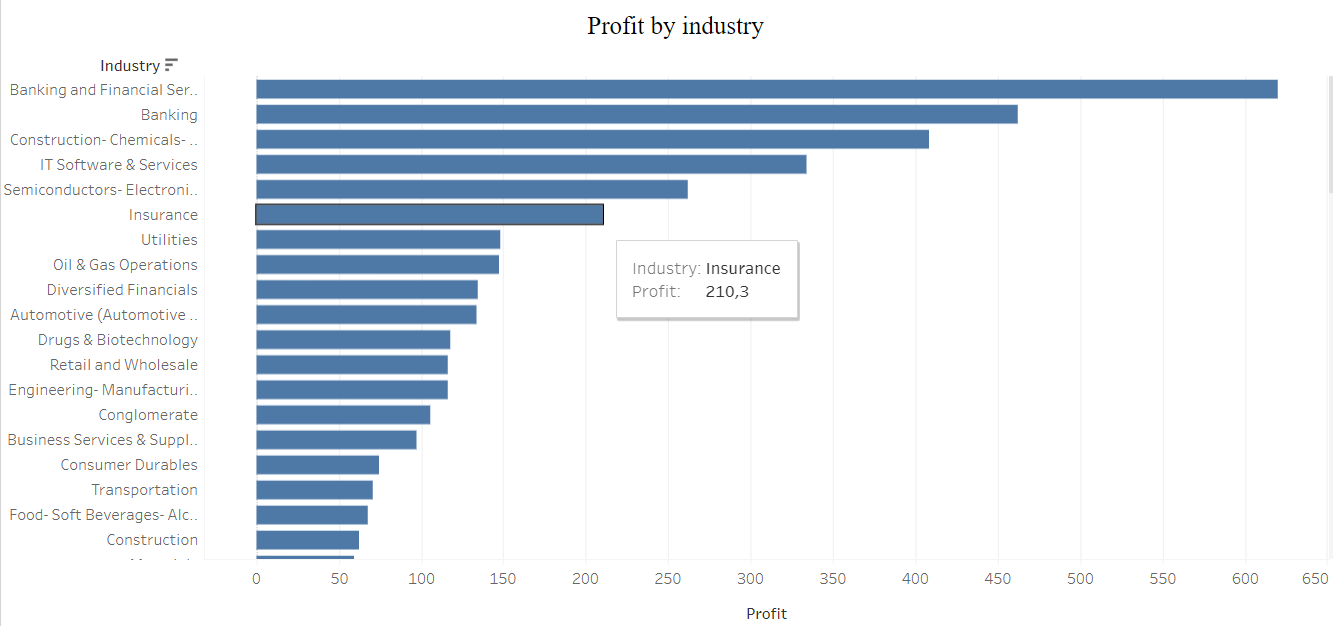 Profit by industry
Industry
Banking and Financial Ser..
Banking
Construction- Chemicals- ..
IT Software & Services
Semiconductors- Electroni..
Insurance
Utilities
Oil & Gas Operations
Diversified Financials
Automotive (Automotive ..
Drugs & Biotechnology
Retail and Wholesale
Engineering- Manufacturi..
Conglomerate
Business Services & Suppl..
Consumer Durables
Transportation
Food- Soft Beverages- Alc..
Construction
Industry: Insurance
Profit: 210,3
0 50 100 150 200 250 300 350 400 450 500 550 600 650
Profit